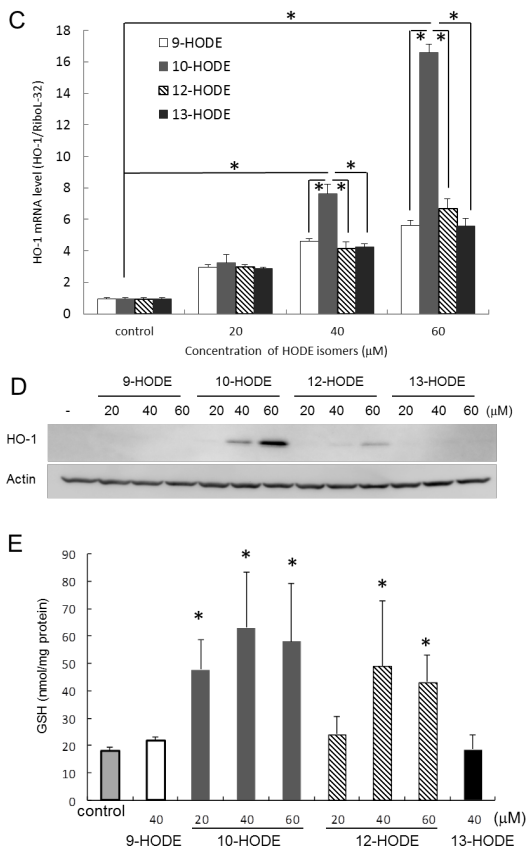 C
*
18
16
14
12
10
8
6
4
2
0
HO-1 mRNA level (HO-1/RiboL-32)
9-HODE
10-HODE
12-HODE
13-HODE
*
* *
*
* * *
*
control 20 40 60
Concentration of HODE isomers (μM)
D
9-HODE 10-HODE 12-HODE 13-HODE
- 20 40 60 20 40 60 20 40 60 20 40 60 (μM)
HO-1
Actin
E
90
80
70
60
50
40
30
20
10
0
GSH (nmol/mg protein)
* * * * *
control 40 20 40 60 20 40 60 40 (μM)
9-HODE 10-HODE 12-HODE 13-HODE